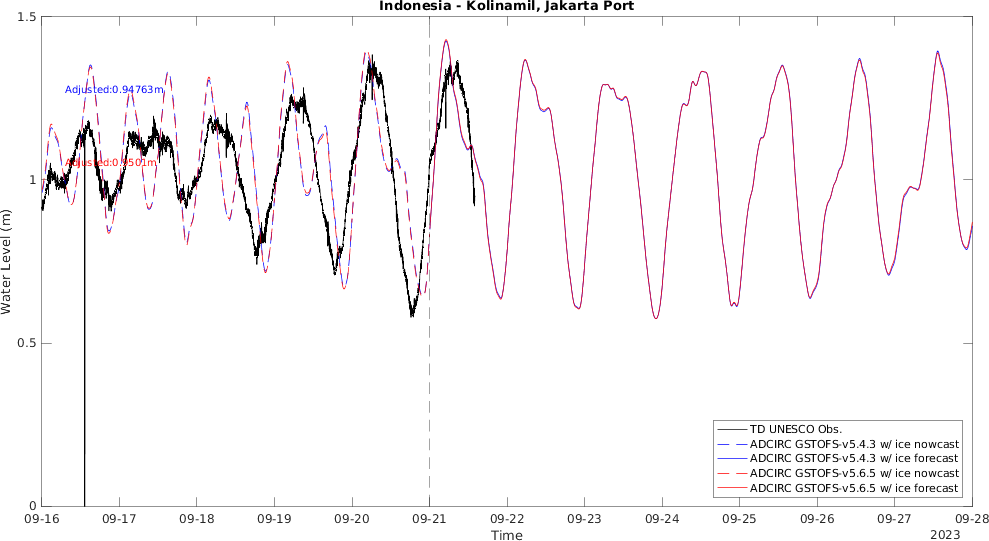 Indonesia - Kolinamil, Jakarta Port
1.5
1
0.5
0
Water Level (m)
Adjusted:0.94763m
Adjusted:0.9501m
TD UNESCO Obs.
ADCIRC GSTOFS-v5.4.3 w/ ice nowcast
ADCIRC GSTOFS-v5.4.3 w/ ice forecast
ADCIRC GSTOFS-v5.6.5 w/ ice nowcast
ADCIRC GSTOFS-v5.6.5 w/ ice forecast
09-16 09-17 09-18 09-19 09-20 09-21 09-22 09-23 09-24 09-25 09-26 09-27 09-28
Time
2023